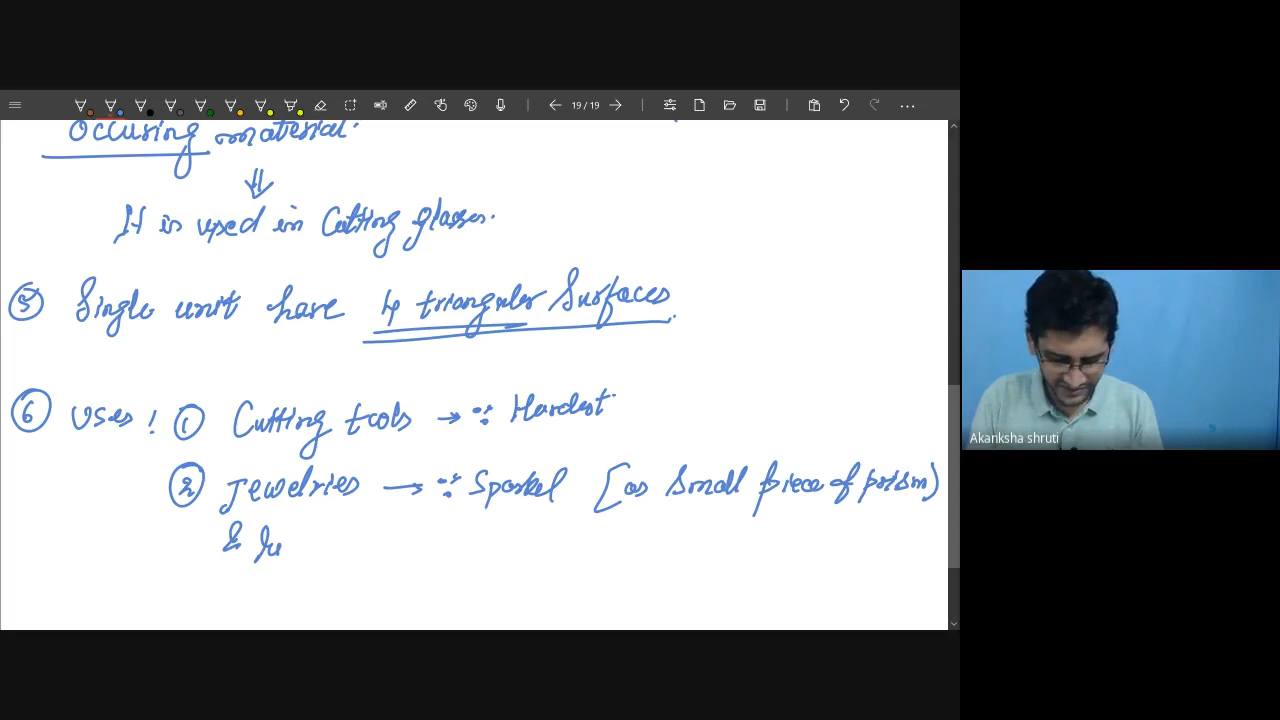 19 / 19
Occusing material.
It is used in Cutting glasses.
5 Single unit have 4 triangular Surfaces.
6 Uses : 1 Cutting tools → ∵ Hardest
2 Jewelries → ∵ Sparkel [as small piece of prism)
&
Akanksha shruti